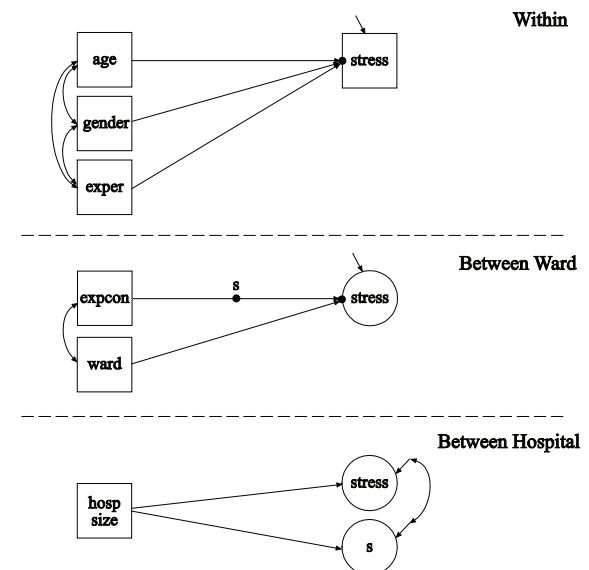 Within
age
stress
gender
exper
Between Ward
s
expcon
stress
ward
Between Hospital
stress
hosp
size
s